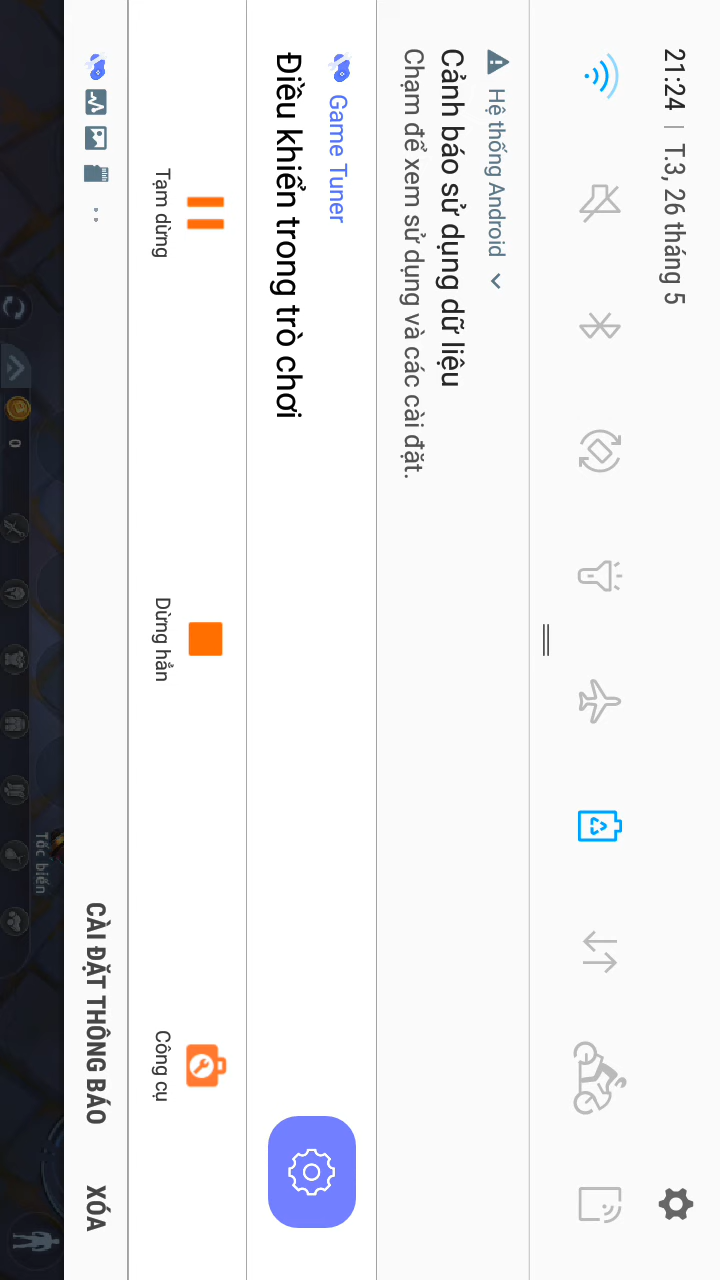 21:24 | T.3, 26 tháng 5
Hệ thống Android
Cảnh báo sử dụng dữ liệu
Chạm để xem sử dụng và các cài đặt.
Game Tuner
Điều khiển trong trò chơi
Tạm dừng
Dừng hẳn
Công cụ
CÀI ĐẶT THÔNG BÁO
XÓA
0
Tốc biến